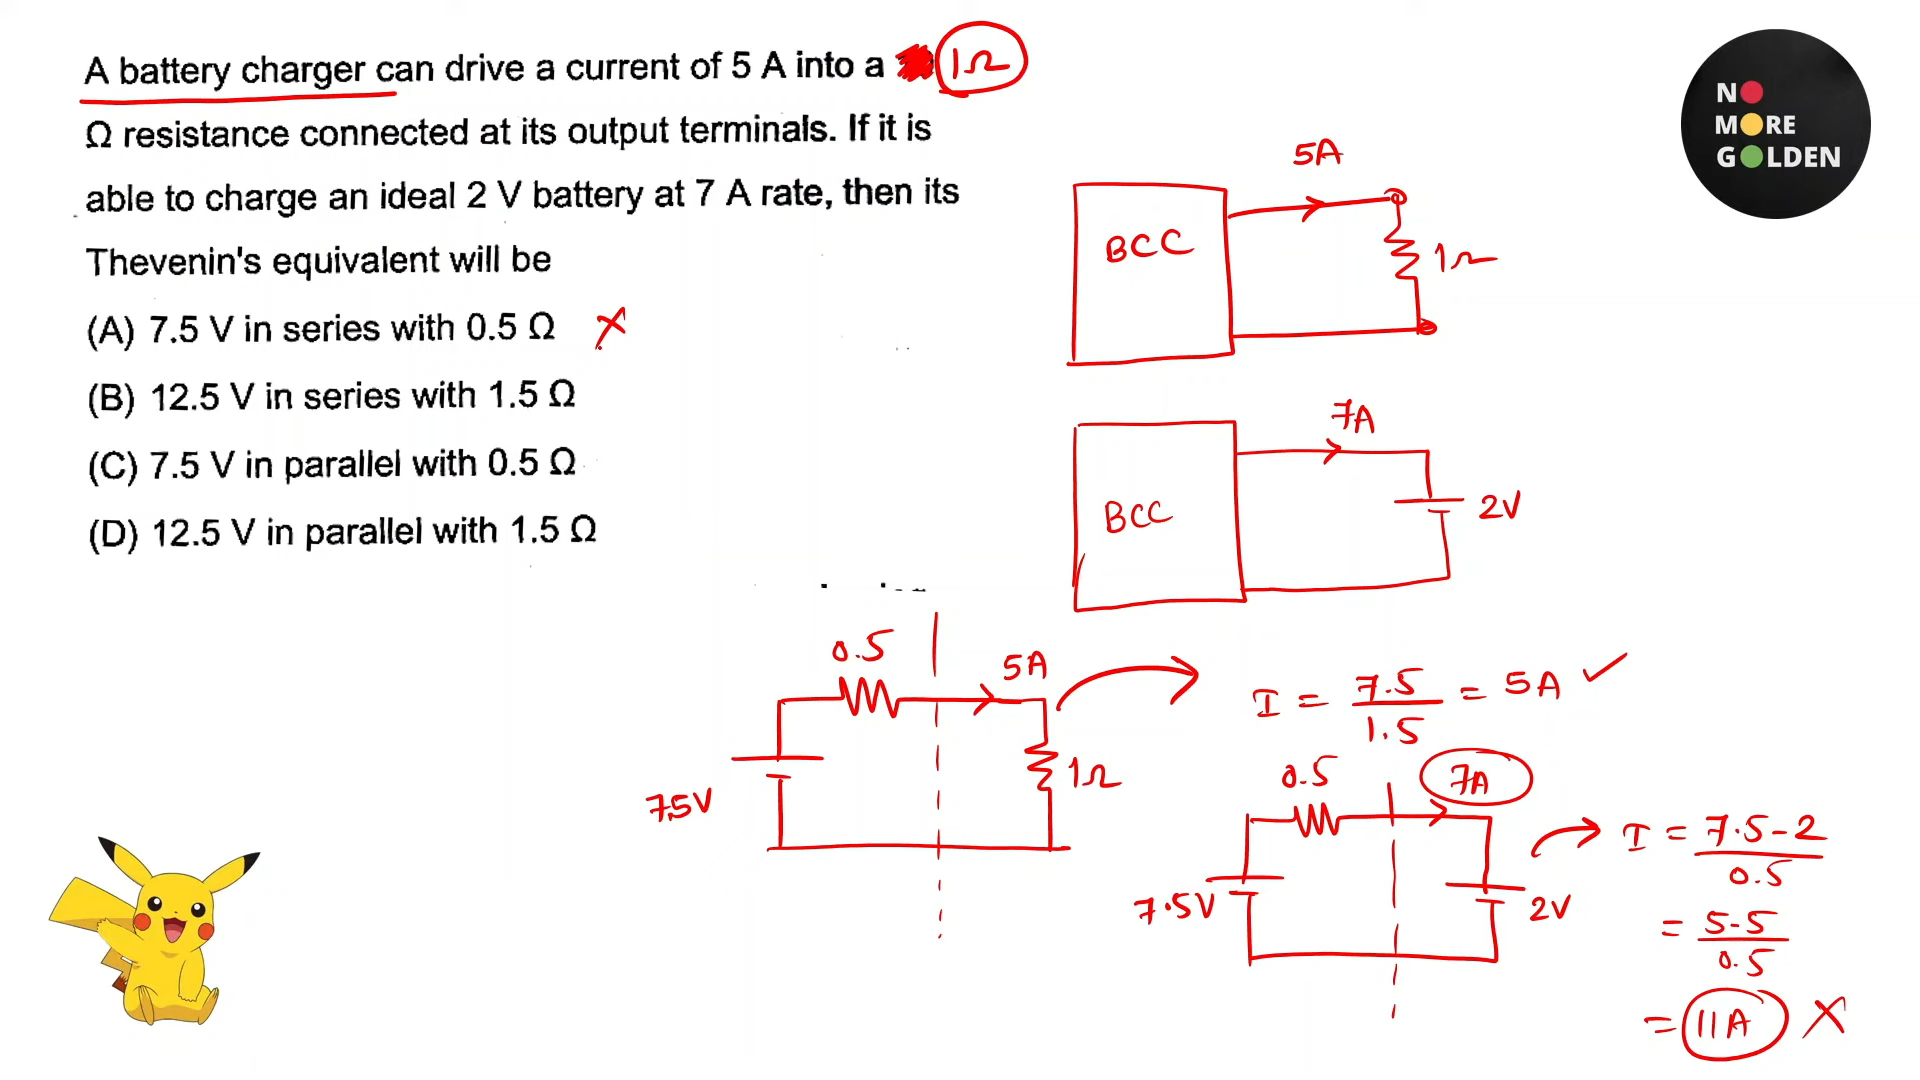 A battery charger can drive a current of 5 A into a 1Ω
Ω resistance connected at its output terminals. If it is
able to charge an ideal 2 V battery at 7 A rate, then its
Thevenin's equivalent will be
(A) 7.5 V in series with 0.5 Ω X
(B) 12.5 V in series with 1.5 Ω
(C) 7.5 V in parallel with 0.5 Ω
(D) 12.5 V in parallel with 1.5 Ω
NO
MORE
GOLDEN
5A
BCC
1Ω
7A
BCC
2V
0.5
5A
7.5V
1Ω
I = 7.5/1.5 = 5A ✓
0.5
7A
7.5V
2V
I = 7.5-2/0.5
= 5.5/0.5
= 11A X